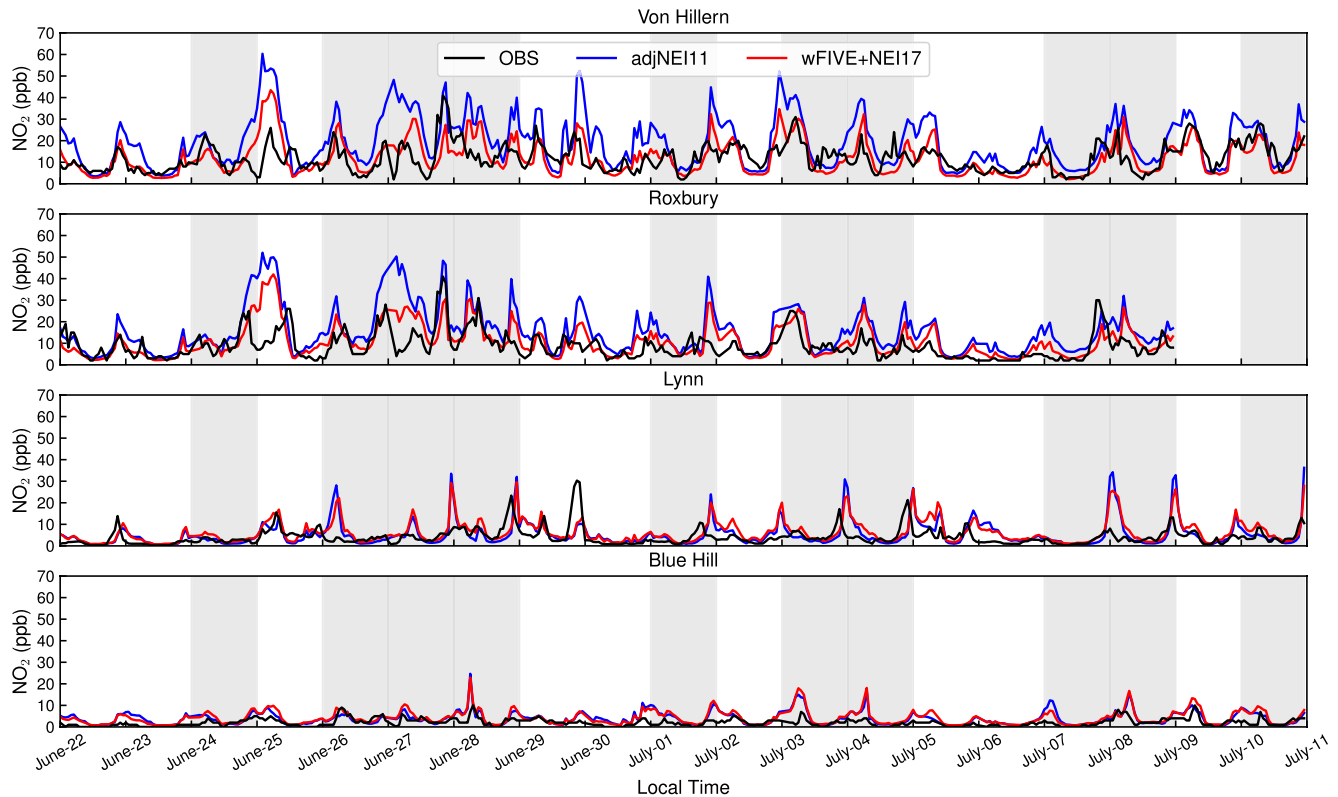 Von Hillern
70
60
50
40
30
20
10
0
NO₂ (ppb)
OBS adjNEI11 wFIVE+NEI17
Roxbury
70
60
50
40
30
20
10
0
NO₂ (ppb)
Lynn
70
60
50
40
30
20
10
0
NO₂ (ppb)
Blue Hill
70
60
50
40
30
20
10
0
NO₂ (ppb)
June-22 June-23 June-24 June-25 June-26 June-27 June-28 June-29 June-30 July-01 July-02 July-03 July-04 July-05 July-06 July-07 July-08 July-09 July-10 July-11
Local Time